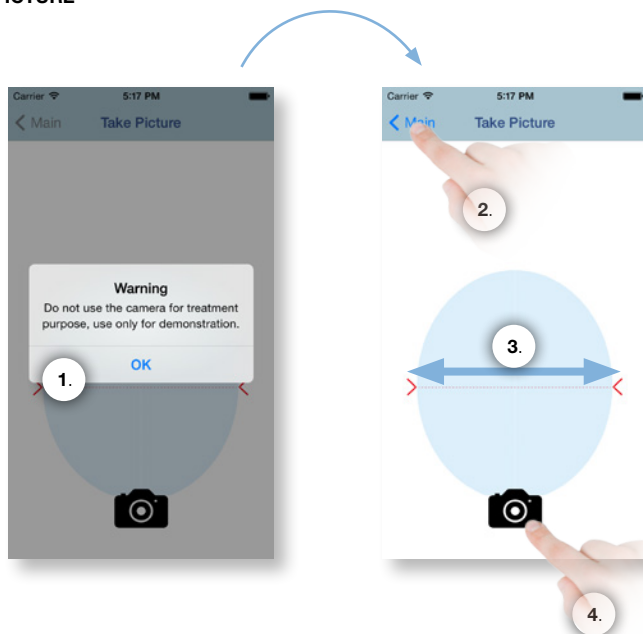 Carrier 5:17 PM
Main Take Picture
Warning
Do not use the camera for treatment
purpose, use only for demonstration.
OK
1.
Carrier 5:17 PM
Main Take Picture
2.
3.
4.